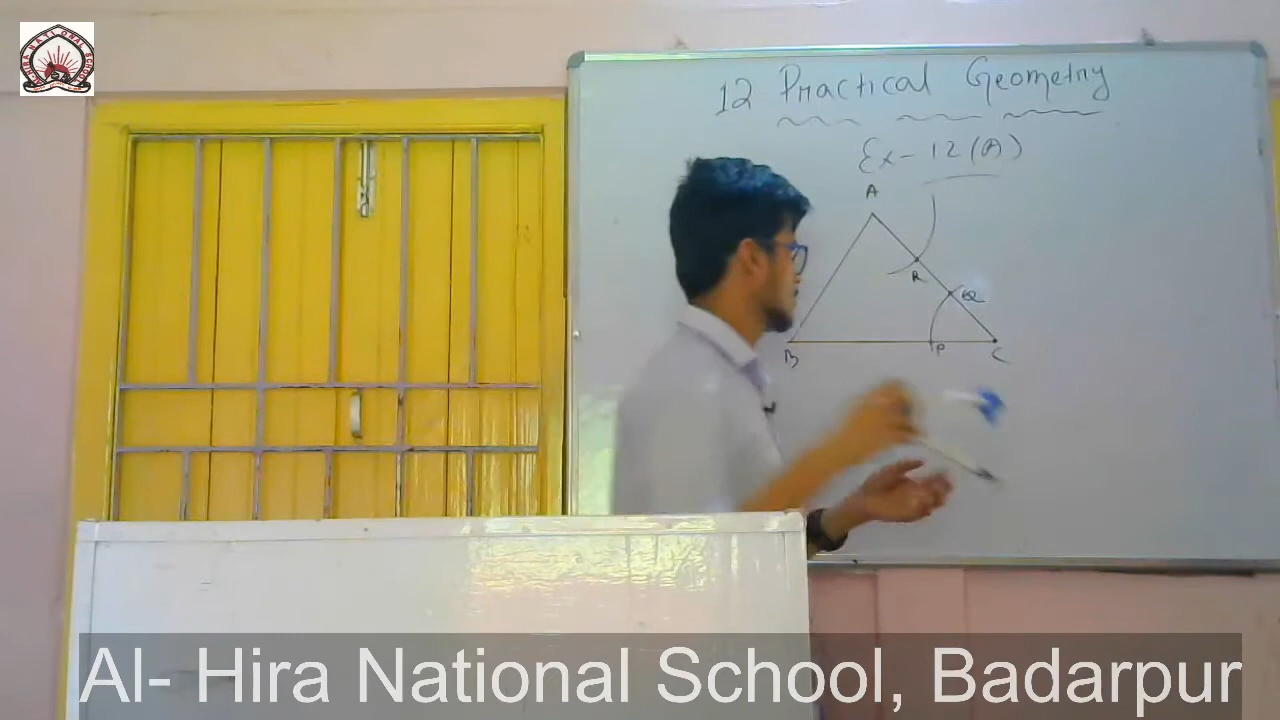 12 Practical Geometry
Ex-12(A)
A
R
Q
B
P
C
Al- Hira National School, Badarpur